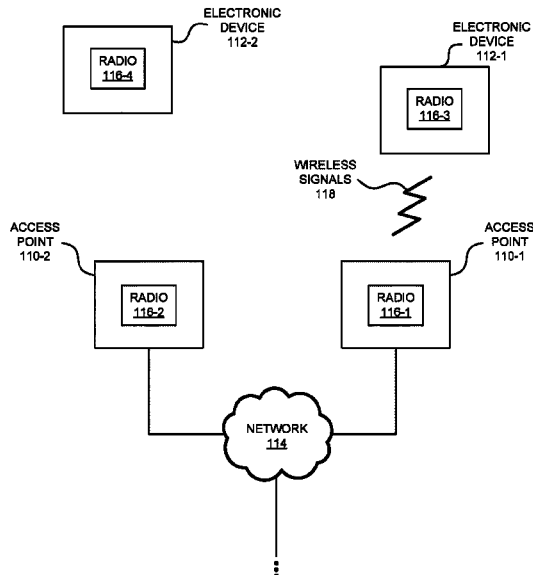 ELECTRONIC
DEVICE
112-2
RADIO
116-4
ELECTRONIC
DEVICE
112-1
RADIO
116-3
WIRELESS
SIGNALS
118
ACCESS
POINT
110-2
RADIO
116-2
ACCESS
POINT
110-1
RADIO
116-1
NETWORK
114